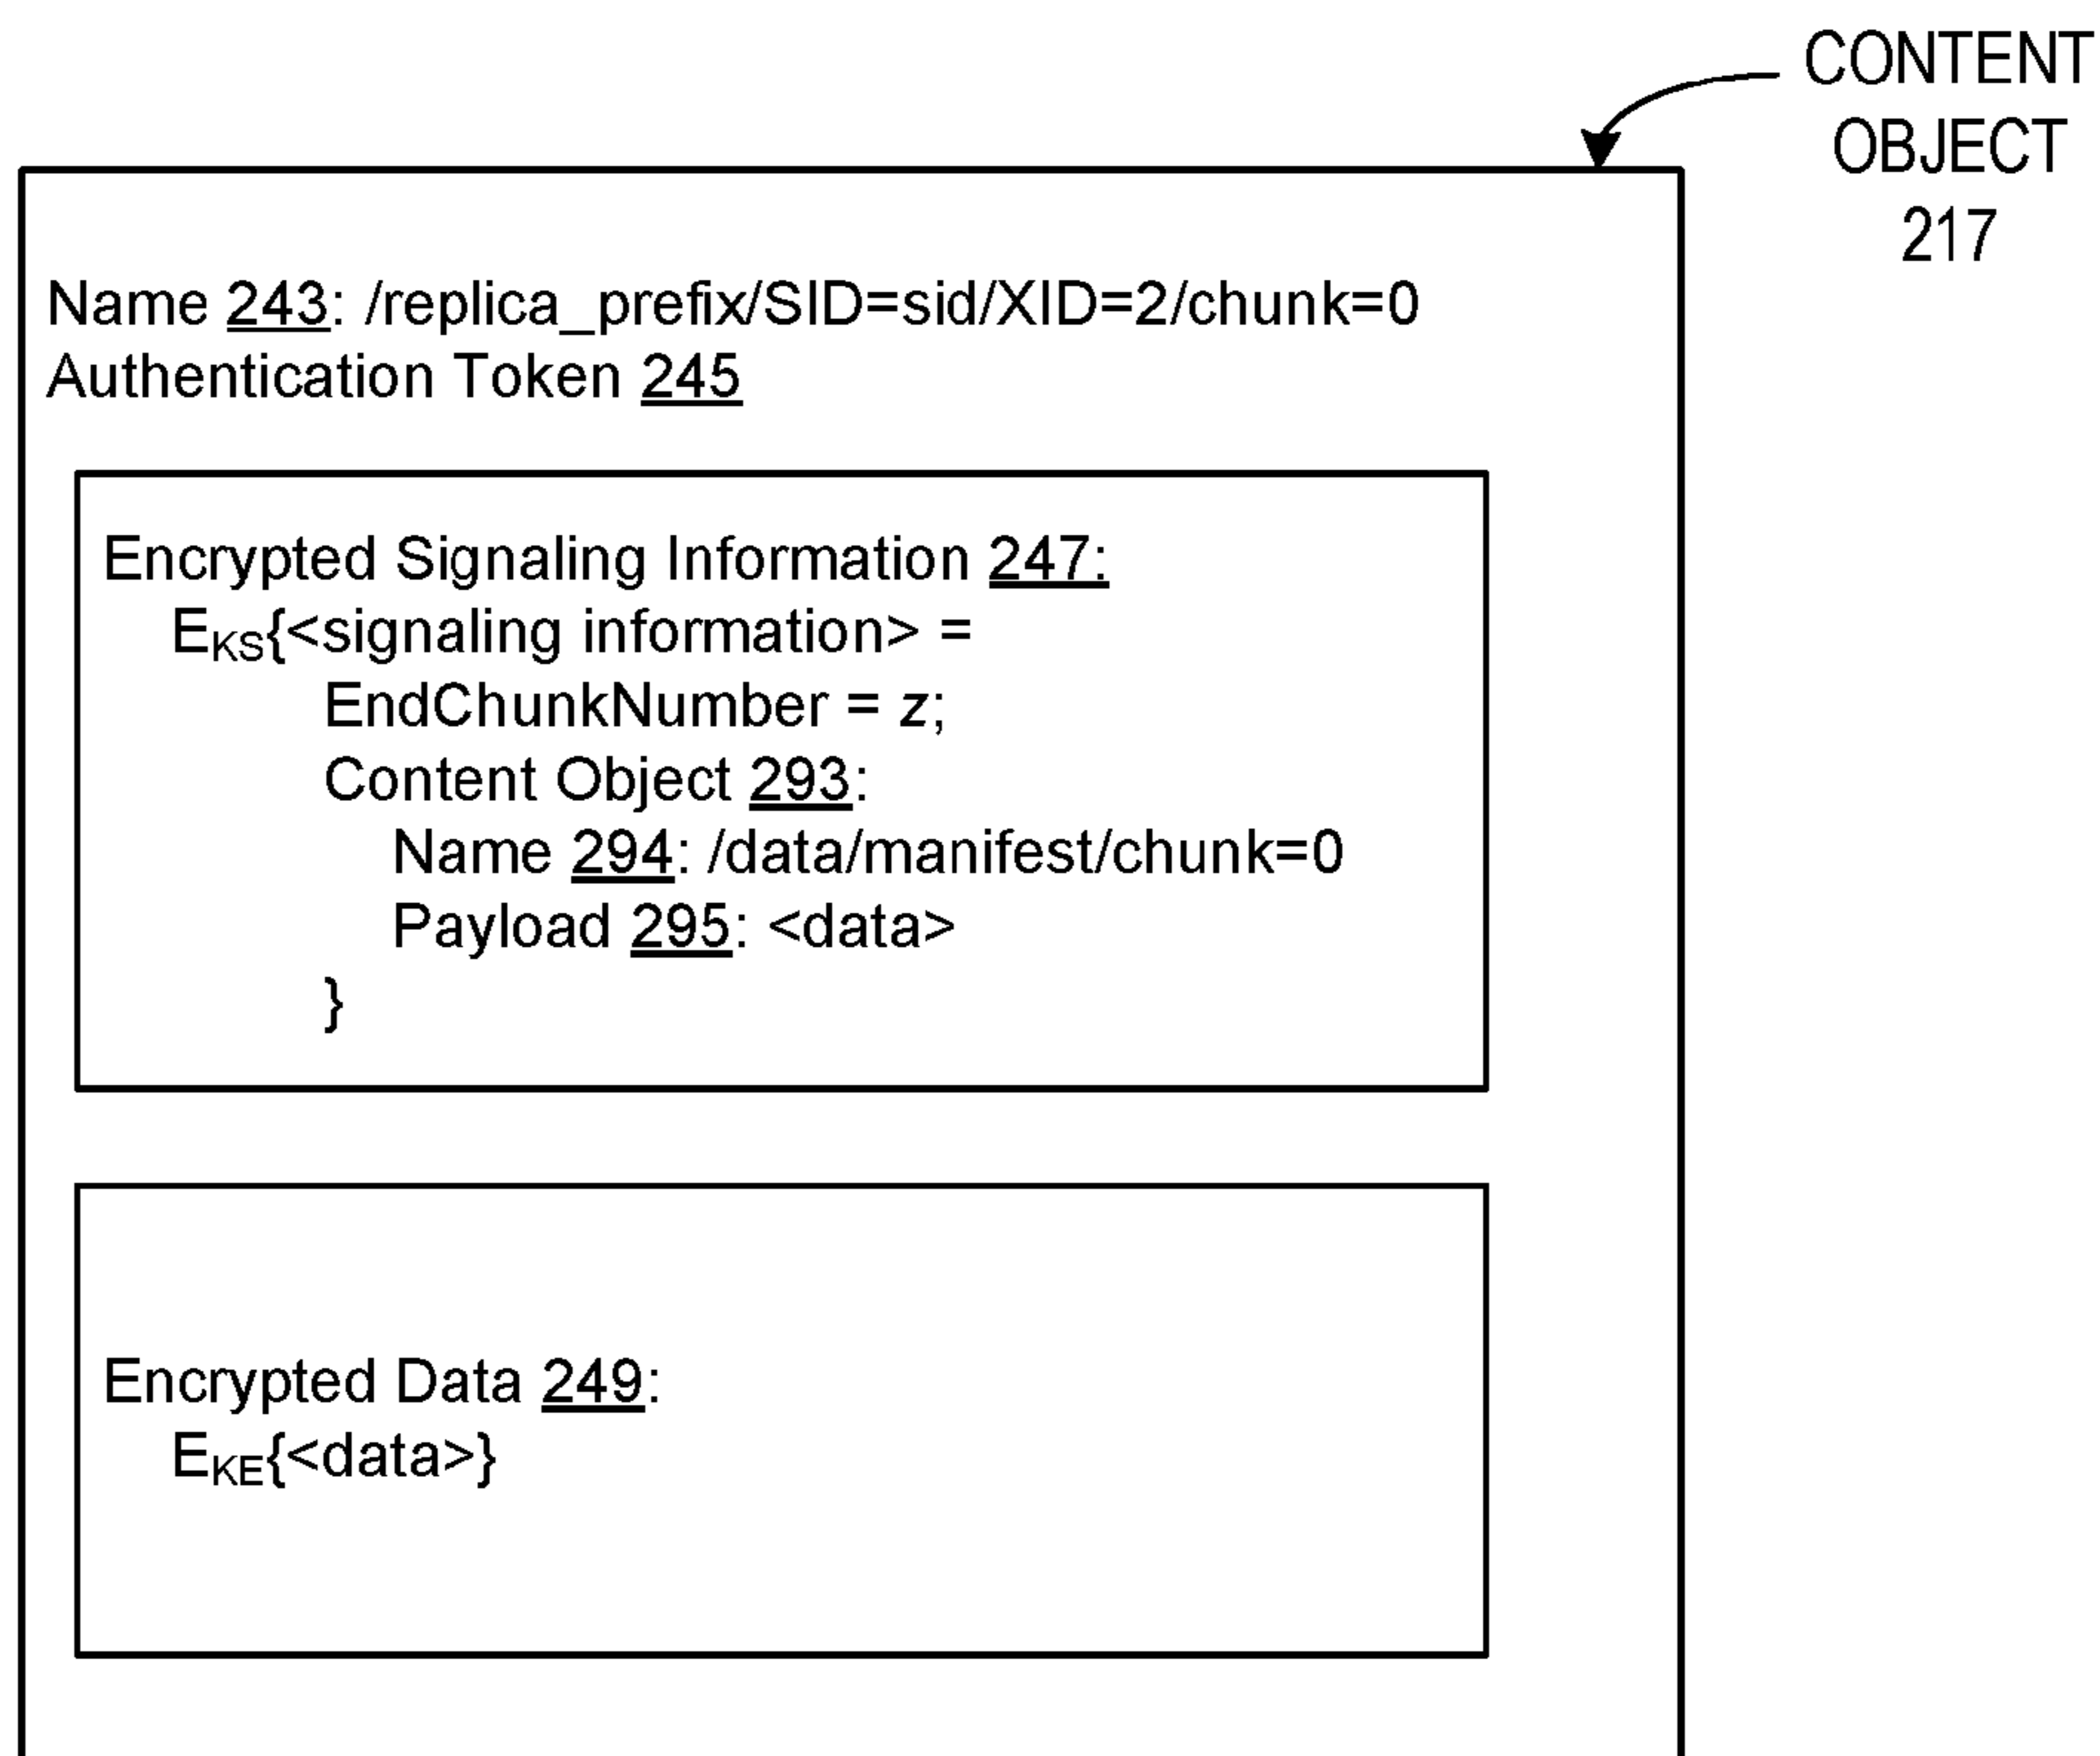 CONTENT
OBJECT
217
Name 243: /replica_prefix/SID=sid/XID=2/chunk=0
Authentication Token 245
Encrypted Signaling Information 247:
EKS{<signaling information> =
EndChunkNumber = z;
Content Object 293:
Name 294: /data/manifest/chunk=0
Payload 295: <data>
}
Encrypted Data 249:
EKE{<data>}